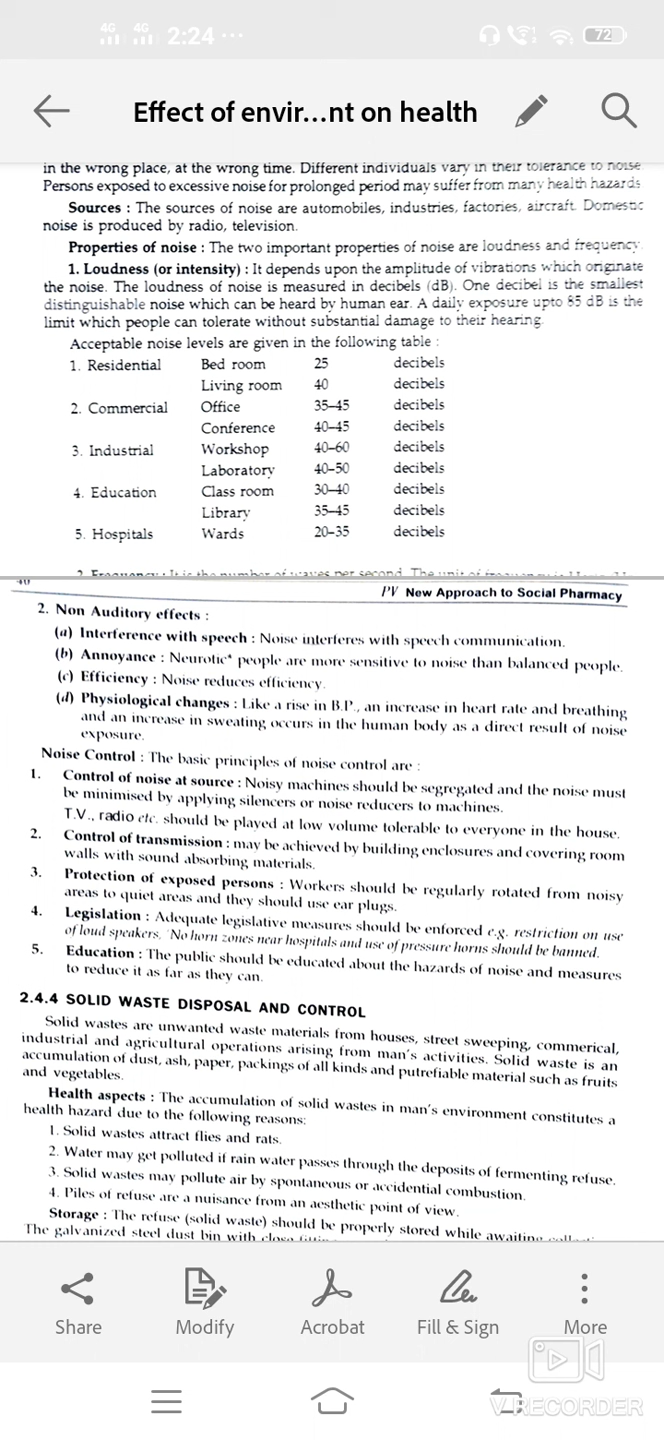 4G 4G 2:24 ... 72
Effect of envir...nt on health
in the wrong place, at the wrong time. Different individuals vary in their tolerance to noise.
Persons exposed to excessive noise for prolonged period may suffer from many health hazards
Sources : The sources of noise are automobiles, industries, factories, aircraft. Domestic
noise is produced by radio, television.
Properties of noise : The two important properties of noise are loudness and frequency.
1. Loudness (or intensity) : It depends upon the amplitude of vibrations which originate
the noise. The loudness of noise is measured in decibels (dB). One decibel is the smallest
distinguishable noise which can be heard by human ear. A daily exposure upto 85 dB is the
limit which people can tolerate without substantial damage to their hearing.
Acceptable noise levels are given in the following table :
1. Residential Bed room 25 decibels
Living room 40 decibels
2. Commercial Office 35–45 decibels
Conference 40–45 decibels
3. Industrial Workshop 40–60 decibels
Laboratory 40–50 decibels
4. Education Class room 30–40 decibels
Library 35–45 decibels
5. Hospitals Wards 20–35 decibels
2. Frequency : It is the number of waves per second. The unit of
40
PV New Approach to Social Pharmacy
2. Non Auditory effects :
(a) Interference with speech : Noise interferes with speech communication.
(b) Annoyance : Neurotic* people are more sensitive to noise than balanced people.
(c) Efficiency : Noise reduces efficiency.
(d) Physiological changes : Like a rise in B.P., an increase in heart rate and breathing
and an increase in sweating occurs in the human body as a direct result of noise
exposure.
Noise Control : The basic principles of noise control are :
1. Control of noise at source : Noisy machines should be segregated and the noise must
be minimised by applying silencers or noise reducers to machines.
T.V., radio etc. should be played at low volume tolerable to everyone in the house.
2. Control of transmission : may be achieved by building enclosures and covering room
walls with sound absorbing materials.
3. Protection of exposed persons : Workers should be regularly rotated from noisy
areas to quiet areas and they should use ear plugs.
4. Legislation : Adequate legislative measures should be enforced e.g. restriction on use
of loud speakers. 'No horn zones near hospitals and use of pressure horns should be banned.
5. Education : The public should be educated about the hazards of noise and measures
to reduce it as far as they can.
2.4.4 SOLID WASTE DISPOSAL AND CONTROL
Solid wastes are unwanted waste materials from houses, street sweeping, commerical,
industrial and agricultural operations arising from man's activities. Solid waste is an
accumulation of dust, ash, paper, packings of all kinds and putrefiable material such as fruits
and vegetables.
Health aspects : The accumulation of solid wastes in man's environment constitutes a
health hazard due to the following reasons:
1. Solid wastes attract flies and rats.
2. Water may get polluted if rain water passes through the deposits of fermenting refuse.
3. Solid wastes may pollute air by spontaneous or accidential combustion.
4. Piles of refuse are a nuisance from an aesthetic point of view.
Storage : The refuse (solid waste) should be properly stored while awaiting
The galvanized steel dust bin with close
Share Modify Acrobat Fill & Sign More
V RECORDER